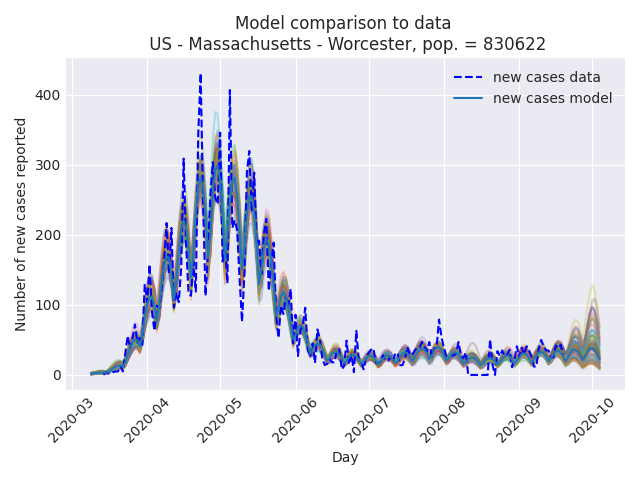 Model comparison to data
US - Massachusetts - Worcester, pop. = 830622
new cases data
new cases model
Number of new cases reported
400
300
200
100
0
2020-03
2020-04
2020-05
2020-06
2020-07
2020-08
2020-09
2020-10
Day